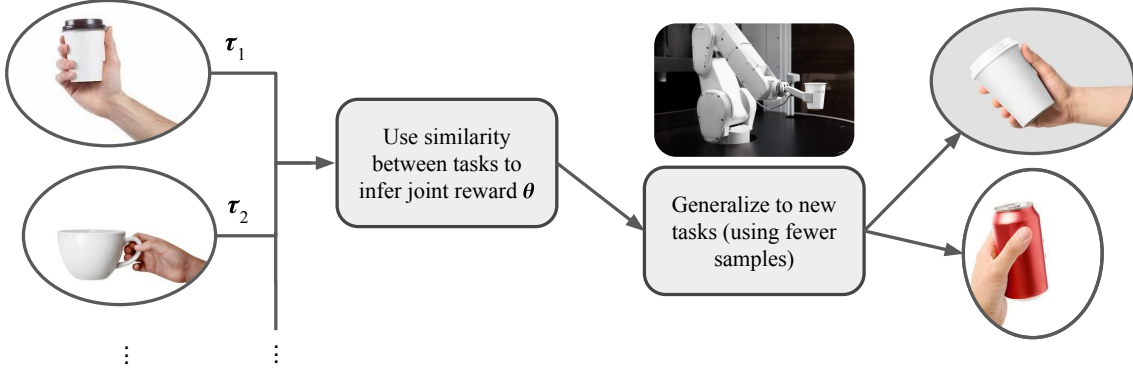 τ1
τ2
⋮
⋮
Use similarity
between tasks to
infer joint reward θ
Generalize to new
tasks (using fewer
samples)